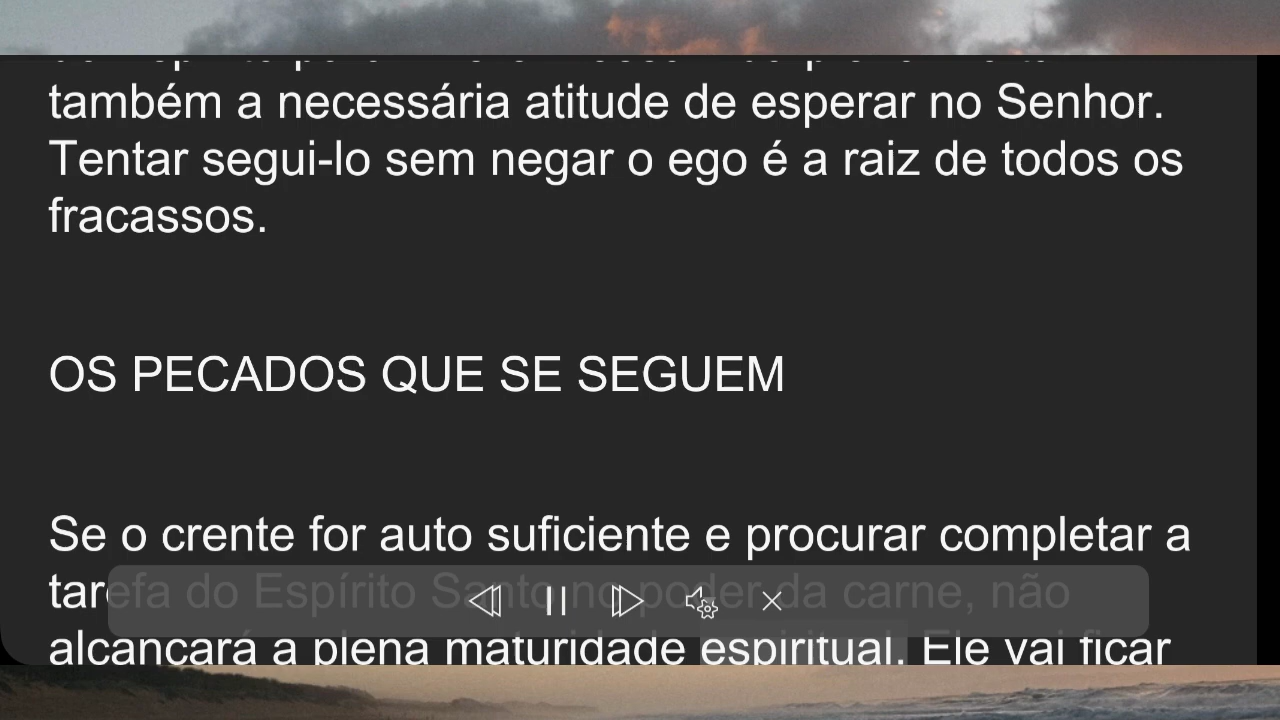 também a necessária atitude de esperar no Senhor.
Tentar segui-lo sem negar o ego é a raiz de todos os
fracassos.
OS PECADOS QUE SE SEGUEM
Se o crente for auto suficiente e procurar completar a
tarefa do Espírito Santo no poder da carne, não
alcançará a plena maturidade espiritual. Ele vai ficar